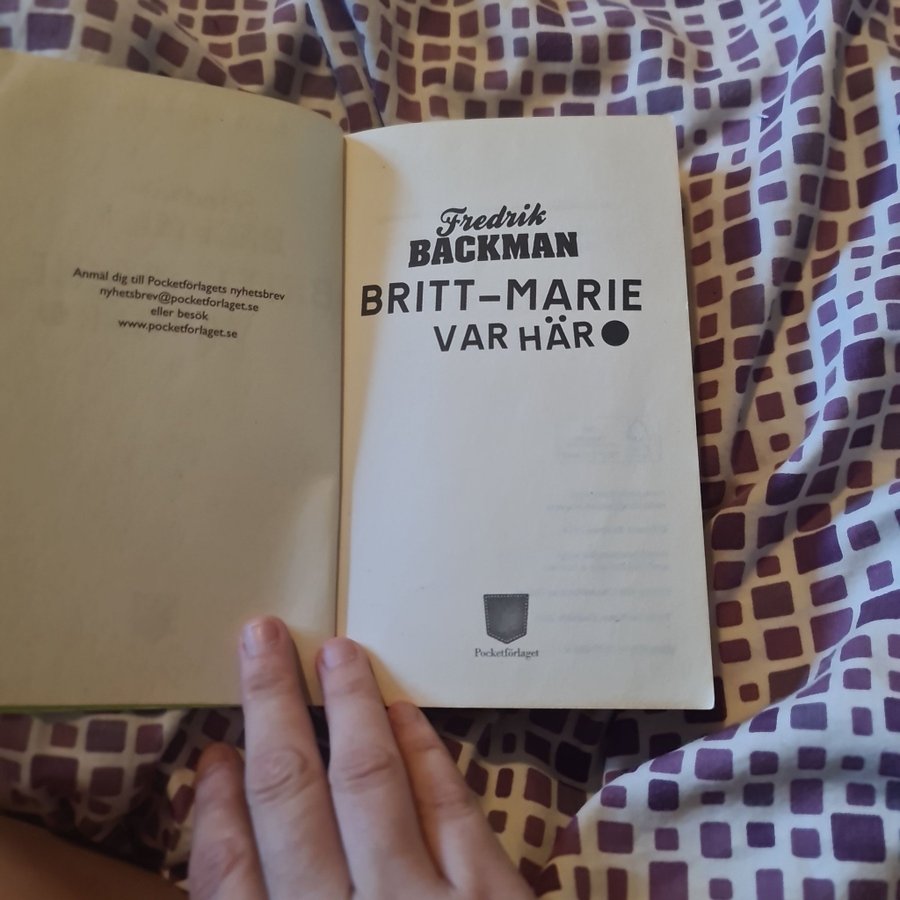 Anmäl dig till Pocketförlagets nyhetsbrev
nyhetsbrev@pocketforlaget.se
eller besök
www.pocketforlaget.se
Fredrik
BACKMAN
BRITT-MARIE
VAR HÄR
Pocketförlaget